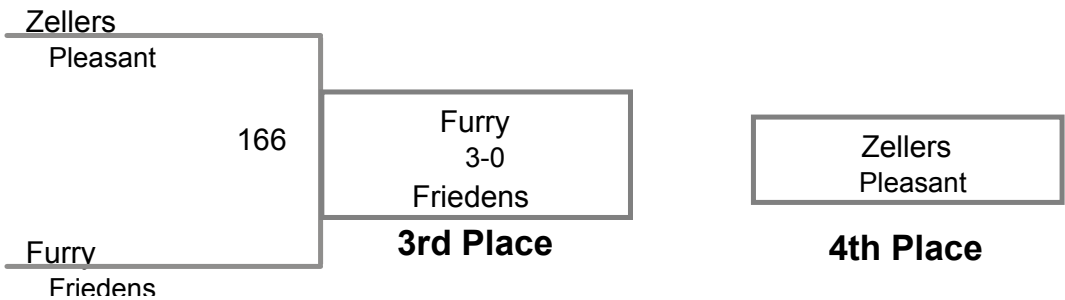 Zellers
Pleasant
166
Furry
3-0
Friedens
3rd Place
Zellers
Pleasant
4th Place
Furry
Friedens